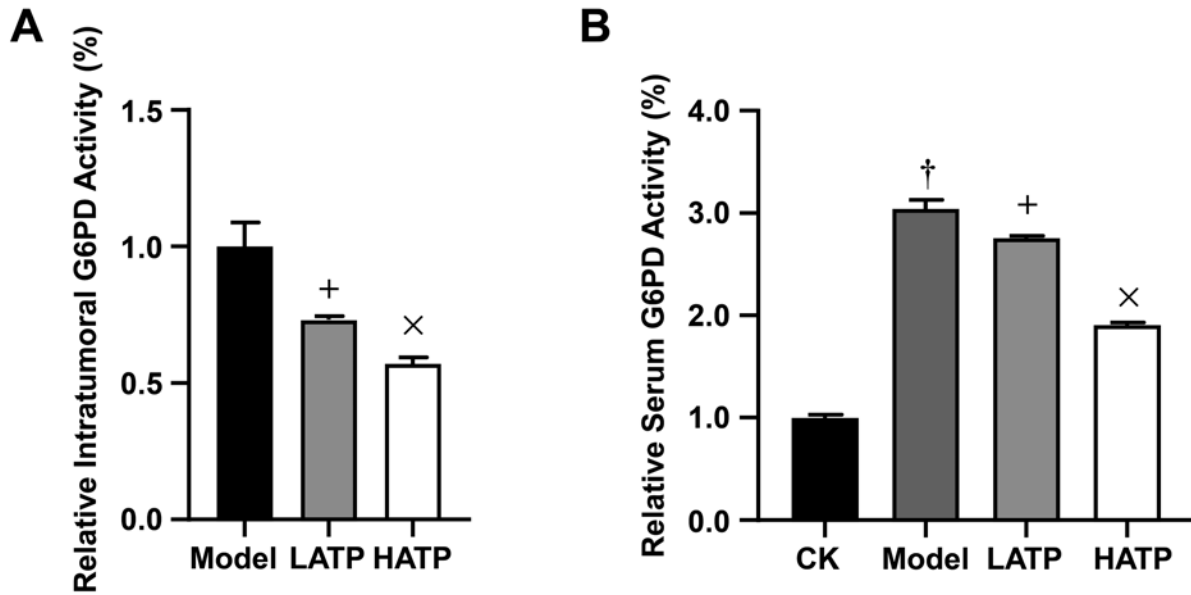 A
Relative Intratumoral G6PD Activity (%)
1.5
1.0
0.5
0.0
+
×
Model LATP HATP
B
Relative Serum G6PD Activity (%)
4.0
3.0
2.0
1.0
0.0
†
+
×
CK Model LATP HATP